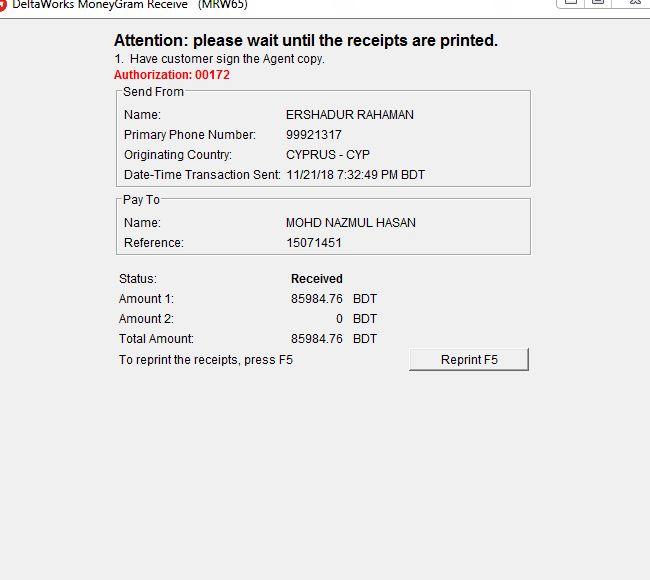 DeltaWorks MoneyGram Receive (MRW65)
Attention: please wait until the receipts are printed.
1. Have customer sign the Agent copy.
Authorization: 00172
Send From
Name: ERSHADUR RAHAMAN
Primary Phone Number: 99921317
Originating Country: CYPRUS - CYP
Date-Time Transaction Sent: 11/21/18 7:32:49 PM BDT
Pay To
Name: MOHD NAZMUL HASAN
Reference: 15071451
Status: Received
Amount 1: 85984.76 BDT
Amount 2: 0 BDT
Total Amount: 85984.76 BDT
To reprint the receipts, press F5 Reprint F5